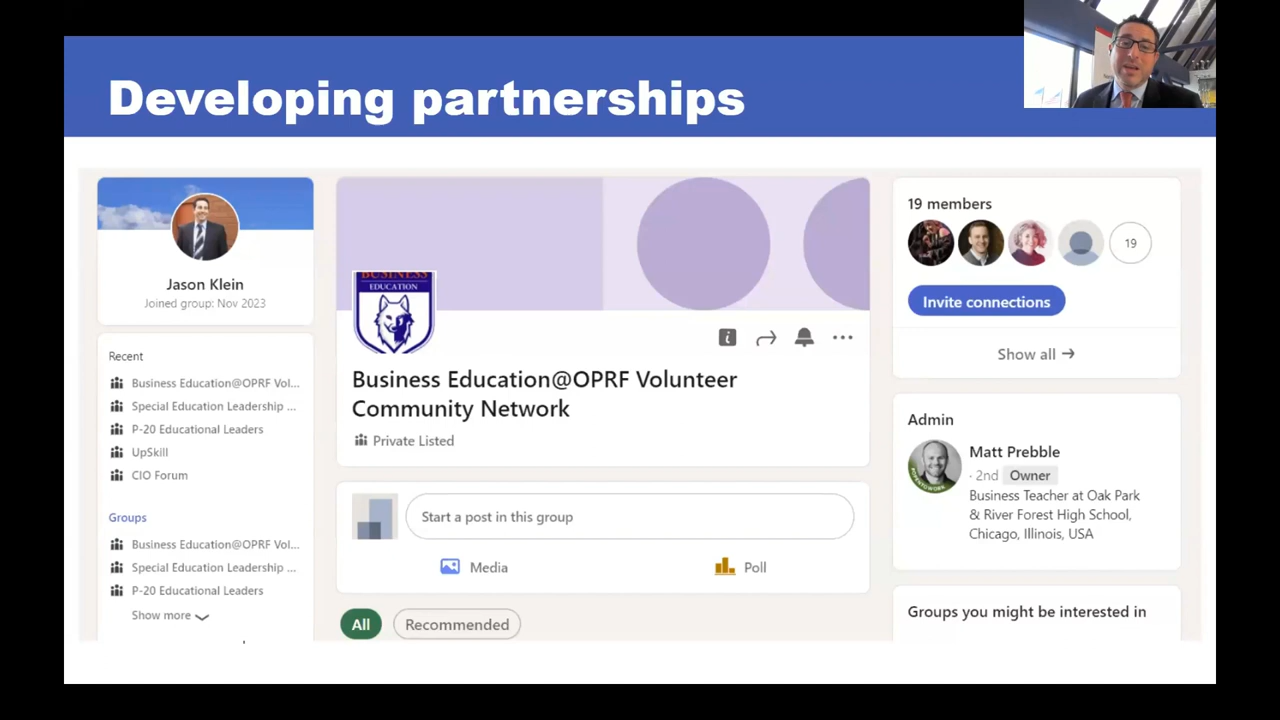 Developing partnerships
Jason Klein
Joined group: Nov 2023
Recent
Business Education@OPRF Vol...
Special Education Leadership ...
P-20 Educational Leaders
UpSkill
CIO Forum
Groups
Business Education@OPRF Vol...
Special Education Leadership ...
P-20 Educational Leaders
Show more
BUSINESS
EDUCATION
Business Education@OPRF Volunteer
Community Network
Private Listed
Start a post in this group
Media
Poll
All
Recommended
19 members
19
Invite connections
Show all →
Admin
Matt Prebble
· 2nd Owner
Business Teacher at Oak Park
& River Forest High School,
Chicago, Illinois, USA
Groups you might be interested in